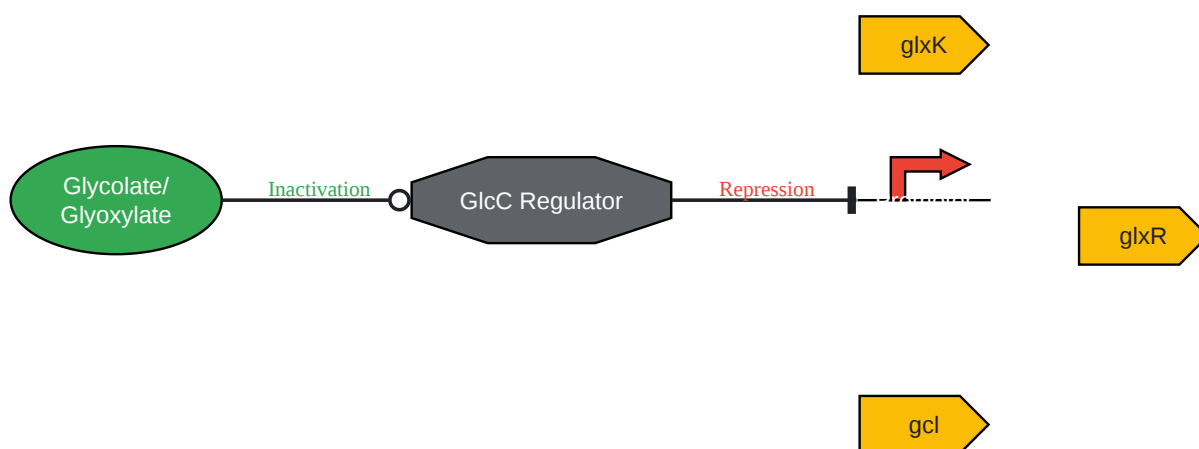 glxK
Glycolate/
Glyoxylate
Inactivation
GlcC Regulator
Repression
glxR
gcl